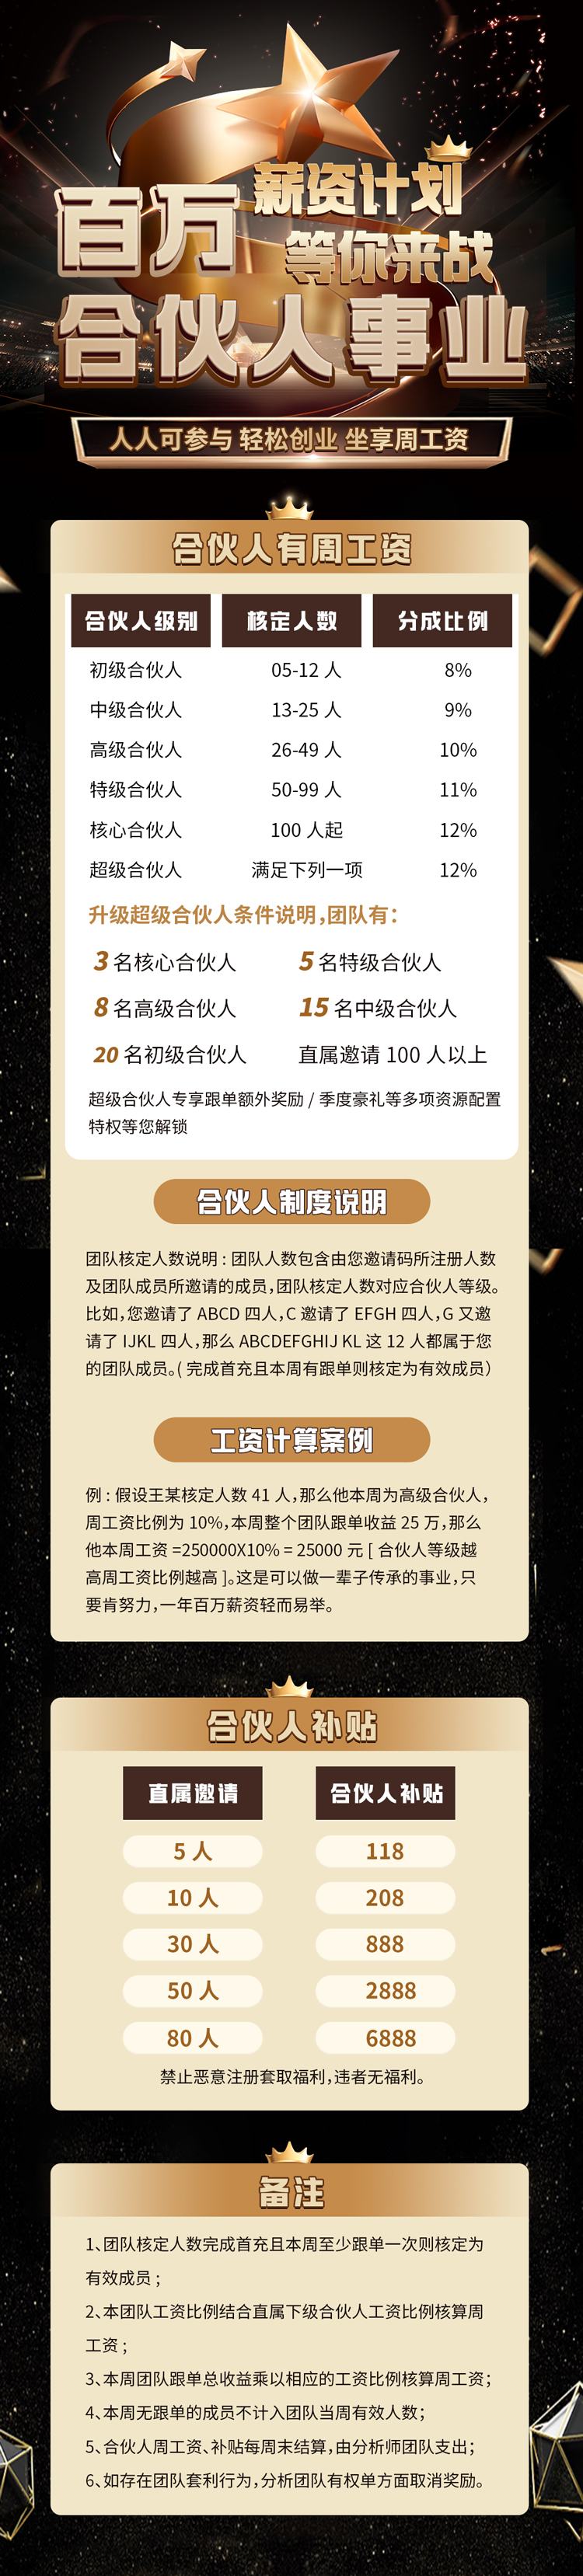 薪资计划
百万
等你来战
合伙人事业
人人可参与 轻松创业 坐享周工资
合伙人有周工资
合伙人级别 核定人数 分成比例
初级合伙人 05-12 人 8%
中级合伙人 13-25 人 9%
高级合伙人 26-49 人 10%
特级合伙人 50-99 人 11%
核心合伙人 100 人起 12%
超级合伙人 满足下列一项 12%
升级超级合伙人条件说明,团队有:
3 名核心合伙人 5 名特级合伙人
8 名高级合伙人 15 名中级合伙人
20 名初级合伙人 直属邀请 100 人以上
超级合伙人专享跟单额外奖励 / 季度豪礼等多项资源配置
特权等您解锁
合伙人制度说明
团队核定人数说明 : 团队人数包含由您邀请码所注册人数
及团队成员所邀请的成员,团队核定人数对应合伙人等级。
比如,您邀请了 ABCD 四人,C 邀请了 EFGH 四人,G 又邀
请了 IJKL 四人,那么 ABCDEFGHIJ KL 这 12 人都属于您
的团队成员。( 完成首充且本周有跟单则核定为有效成员）
工资计算案例
例 : 假设王某核定人数 41 人,那么他本周为高级合伙人,
周工资比例为 10%,本周整个团队跟单收益 25 万,那么
他本周工资 =250000X10% = 25000 元 [ 合伙人等级越
高周工资比例越高 ]。这是可以做一辈子传承的事业,只
要肯努力,一年百万薪资轻而易举。
合伙人补贴
直属邀请 合伙人补贴
5 人 118
10 人 208
30 人 888
50 人 2888
80 人 6888
禁止恶意注册套取福利,违者无福利。
备注
1、团队核定人数完成首充且本周至少跟单一次则核定为
有效成员 ;
2、本团队工资比例结合直属下级合伙人工资比例核算周
工资 ;
3、本周团队跟单总收益乘以相应的工资比例核算周工资;
4、本周无跟单的成员不计入团队当周有效人数;
5、合伙人周工资、补贴每周末结算,由分析师团队支出;
6、如存在团队套利行为,分析团队有权单方面取消奖励。